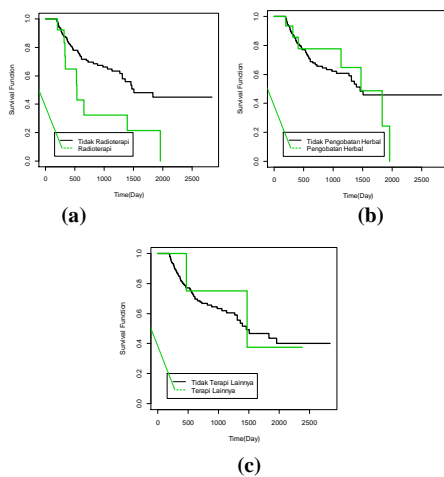 Survival Function
1.0
0.8
0.6
0.4
0.2
0.0
Tidak Radioterapi
Radioterapi
0 500 1000 1500 2000 2500
Time(Day)
(a)
Survival Function
1.0
0.8
0.6
0.4
0.2
0.0
Tidak Pengobatan Herbal
Pengobatan Herbal
0 500 1000 1500 2000 2500
Time(Day)
(b)
Survival Function
1.0
0.8
0.6
0.4
0.2
0.0
Tidak Terapi Lainnya
Terapi Lainnya
0 500 1000 1500 2000 2500
Time(Day)
(c)